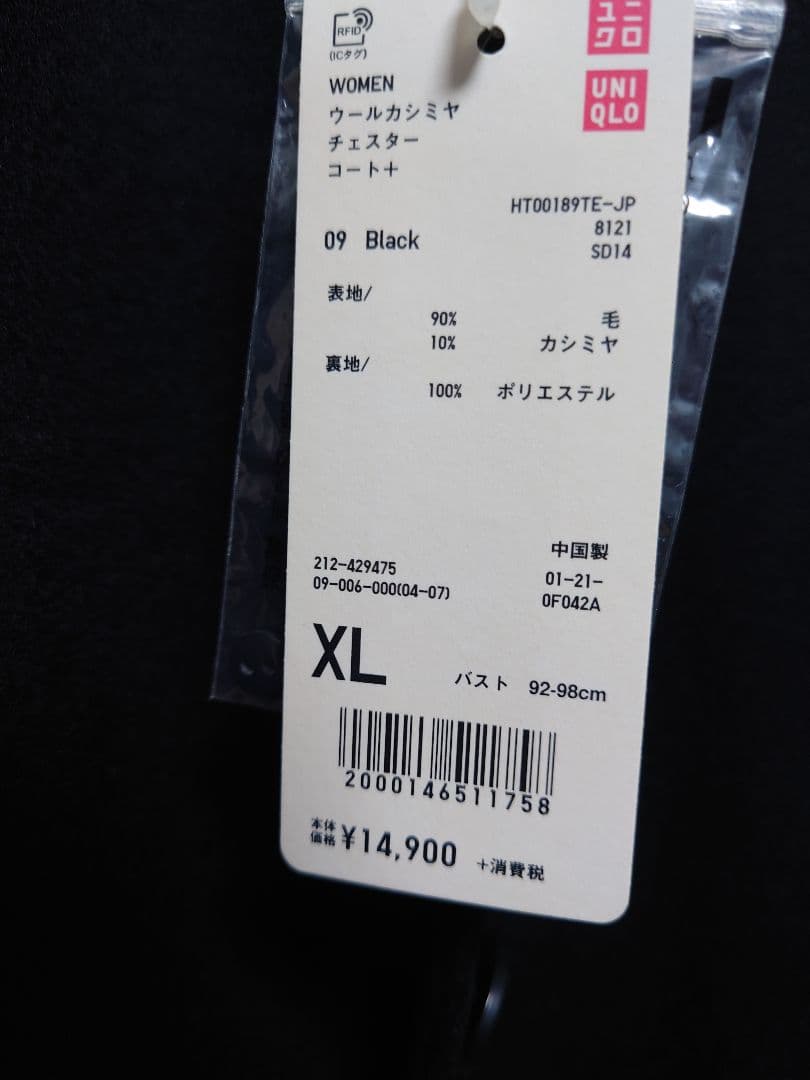 RFID
(ICタグ)
ユニ
クロ
UNI
QLO
WOMEN
ウールカシミヤ
チェスター
コート+
HT00189TE-JP
8121
SD14
09 Black
表地/
90% 毛
10% カシミヤ
裏地/
100% ポリエステル
中国製
212-429475
01-21-
09-006-000(04-07)
0F042A
XL
バスト 92-98cm
2000146511758
本体
価格 ¥14,900 +消費税